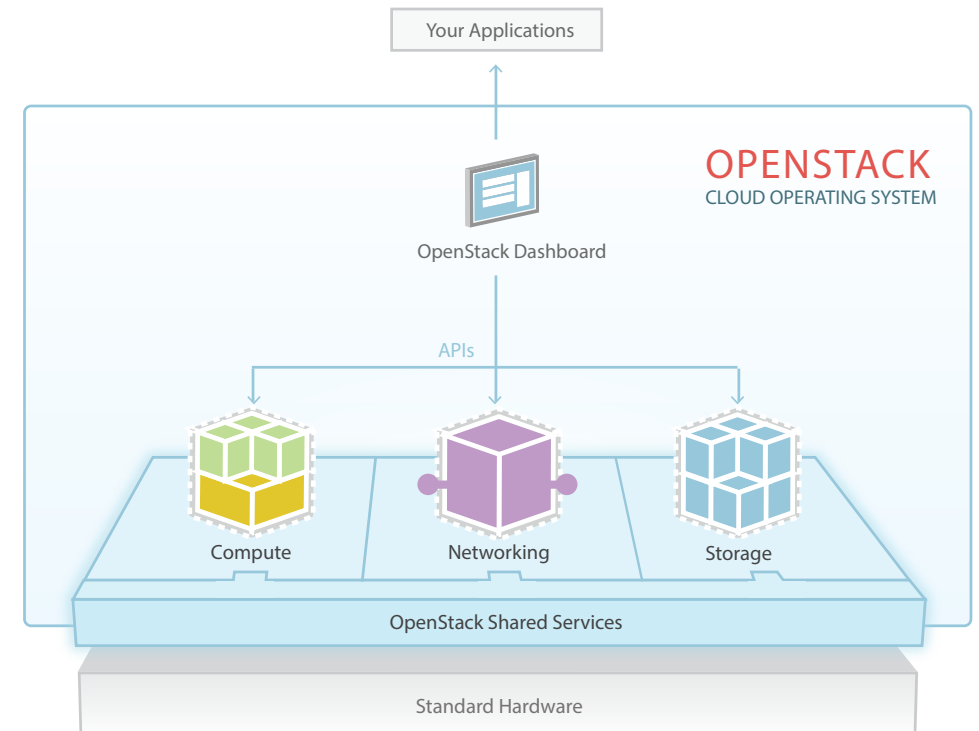 Your Applications
OPENSTACK
CLOUD OPERATING SYSTEM
OpenStack Dashboard
APIs
Compute
Networking
Storage
OpenStack Shared Services
Standard Hardware